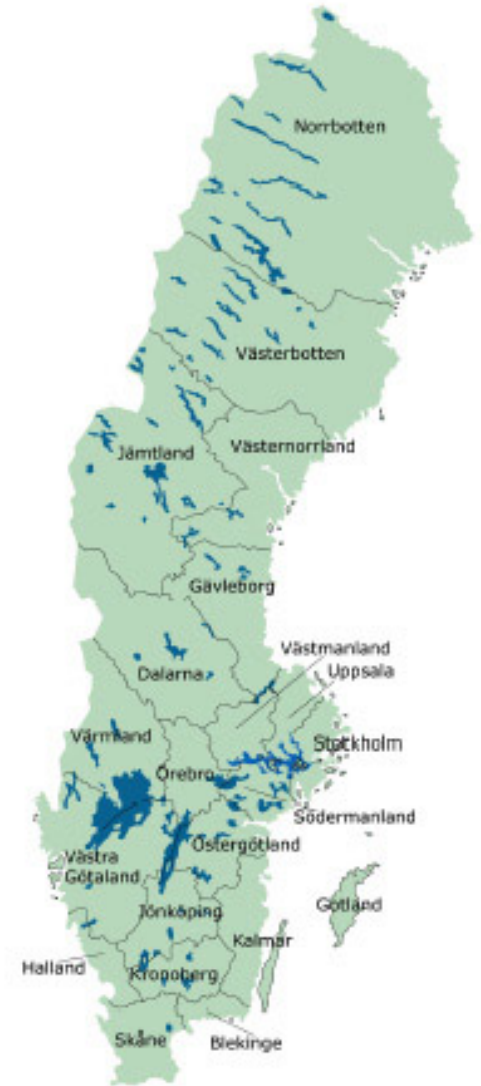 Norrbotten
Västerbotten
Västernorrland
Jämtland
Gävleborg
Västmanland
Uppsala
Dalarna
Värmland
Stockholm
Örebro
Södermanland
Östergötland
Västra
Götaland
Gotland
Jönköping
Kalmar
Halland
Kronoberg
Skåne
Blekinge